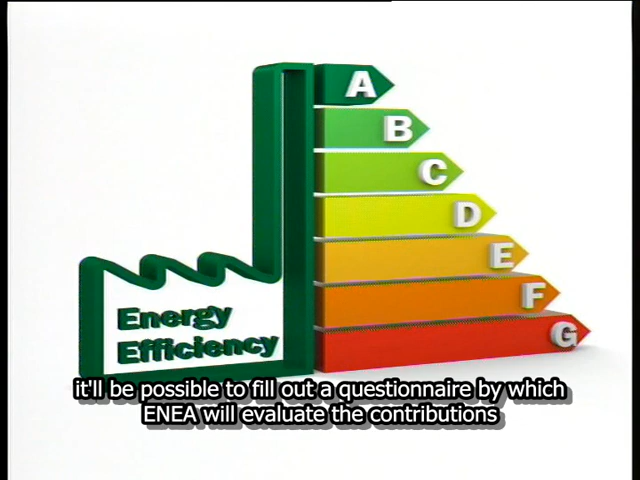 A
B
C
D
E
F
G
Energy
Efficiency
it'll be possible to fill out a questionnaire by which
ENEA will evaluate the contributions